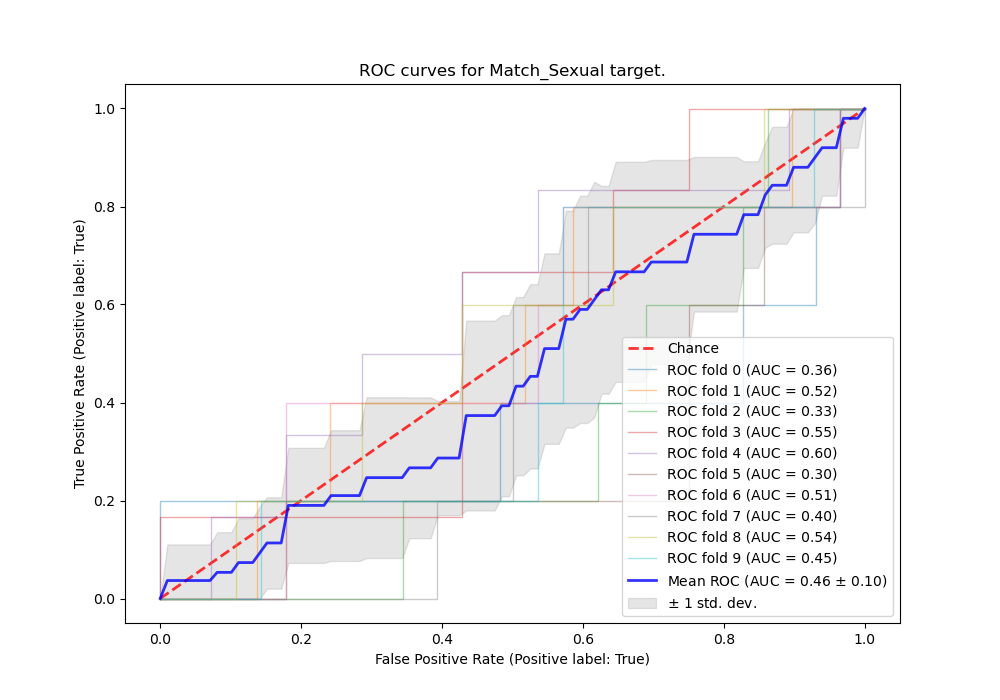 ROC curves for Match_Sexual target.
True Positive Rate (Positive label: True)
1.0
0.8
0.6
0.4
0.2
0.0
Chance
ROC fold 0 (AUC = 0.36)
ROC fold 1 (AUC = 0.52)
ROC fold 2 (AUC = 0.33)
ROC fold 3 (AUC = 0.55)
ROC fold 4 (AUC = 0.60)
ROC fold 5 (AUC = 0.30)
ROC fold 6 (AUC = 0.51)
ROC fold 7 (AUC = 0.40)
ROC fold 8 (AUC = 0.54)
ROC fold 9 (AUC = 0.45)
Mean ROC (AUC = 0.46 ± 0.10)
± 1 std. dev.
0.0 0.2 0.4 0.6 0.8 1.0
False Positive Rate (Positive label: True)